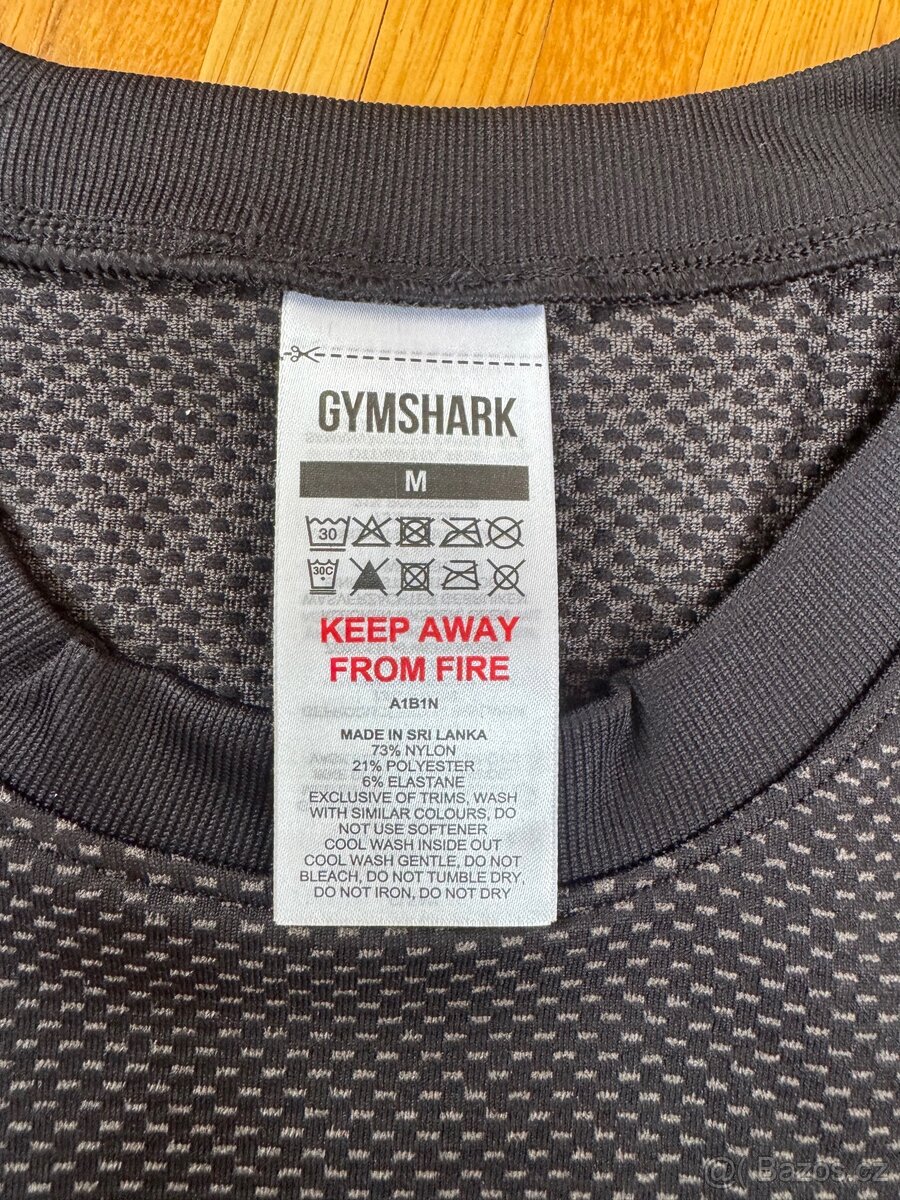 GYMSHARK
M
30
30C
KEEP AWAY
FROM FIRE
A1B1N
MADE IN SRI LANKA
73% NYLON
21% POLYESTER
6% ELASTANE
EXCLUSIVE OF TRIMS, WASH
WITH SIMILAR COLOURS, DO
NOT USE SOFTENER
COOL WASH INSIDE OUT
COOL WASH GENTLE, DO NOT
BLEACH, DO NOT TUMBLE DRY,
DO NOT IRON, DO NOT DRY
@ Bazoš.cz